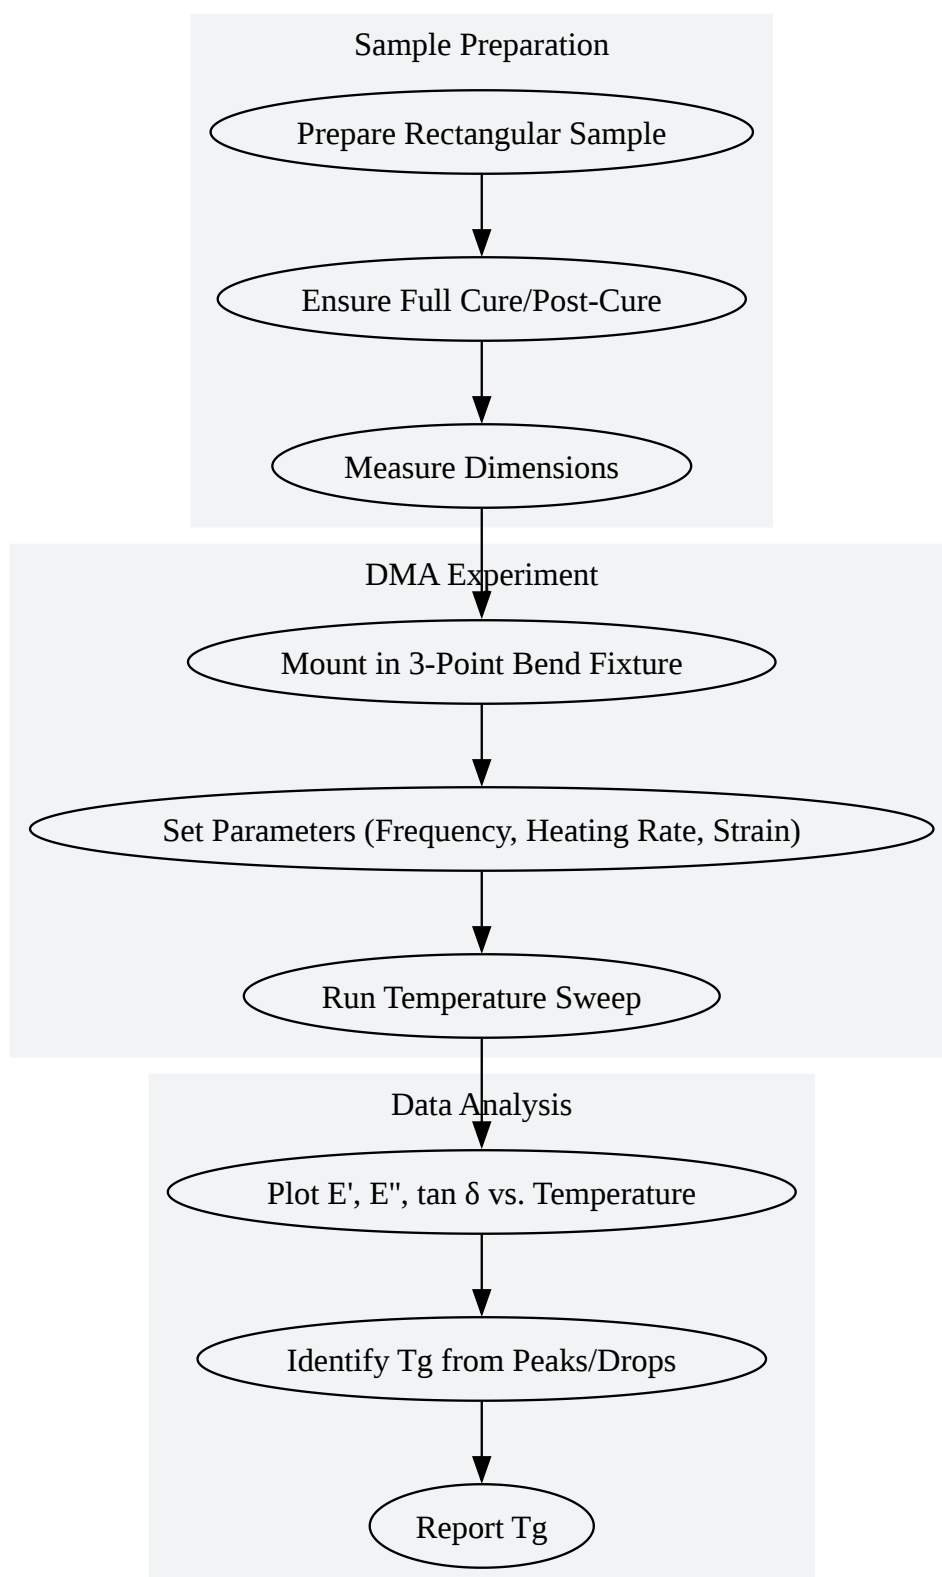 Sample Preparation
Prepare Rectangular Sample
Ensure Full Cure/Post-Cure
Measure Dimensions
DMA Experiment
Mount in 3-Point Bend Fixture
Set Parameters (Frequency, Heating Rate, Strain)
Run Temperature Sweep
Data Analysis
Plot E', E", tan δ vs. Temperature
Identify Tg from Peaks/Drops
Report Tg